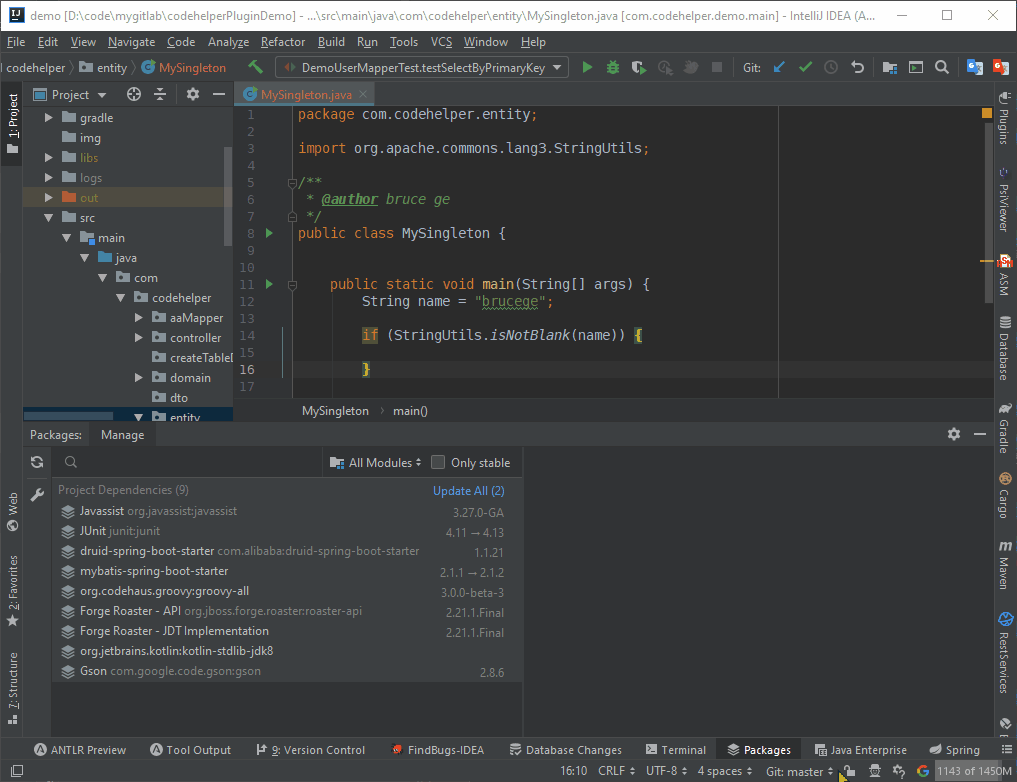 demo [D:\code\mygitlab\codehelperPluginDemo] - ...\src\main\java\com\codehelper\entity\MySingleton.java [com.codehelper.demo.main] - IntelliJ IDEA (A...
File Edit View Navigate Code Analyze Refactor Build Run Tools VCS Window Help
codehelper entity MySingleton DemoUserMapperTest.testSelectByPrimaryKey Git:
1: Project
Project
MySingleton.java
gradle
img
libs
logs
out
src
main
java
com
codehelper
aaMapper
controller
createTableD
domain
dto
entity
1 package com.codehelper.entity;
2
3 import org.apache.commons.lang3.StringUtils;
4
5 /**
6 * @author bruce ge
7 */
8 public class MySingleton {
9
10
11 public static void main(String[] args) {
12 String name = "brucege";
13
14 if (StringUtils.isNotBlank(name)) {
15
16 }
17
MySingleton main()
Plugins
PsiViewer
ASM
Database
Gradle
Cargo
Maven
RestServices
Web
2: Favorites
7: Structure
Packages: Manage
All Modules Only stable
Project Dependencies (9) Update All (2)
Javassist org.javassist:javassist 3.27.0-GA
JUnit junit:junit 4.11 → 4.13
druid-spring-boot-starter com.alibaba:druid-spring-boot-starter 1.1.21
mybatis-spring-boot-starter 2.1.1 → 2.1.2
org.codehaus.groovy:groovy-all 3.0.0-beta-3
Forge Roaster - API org.jboss.forge.roaster:roaster-api 2.21.1.Final
Forge Roaster - JDT Implementation 2.21.1.Final
org.jetbrains.kotlin:kotlin-stdlib-jdk8
Gson com.google.code.gson:gson 2.8.6
ANTLR Preview Tool Output 9: Version Control FindBugs-IDEA Database Changes Terminal Packages Java Enterprise Spring
16:10 CRLF UTF-8 4 spaces Git: master 1143 of 1450M